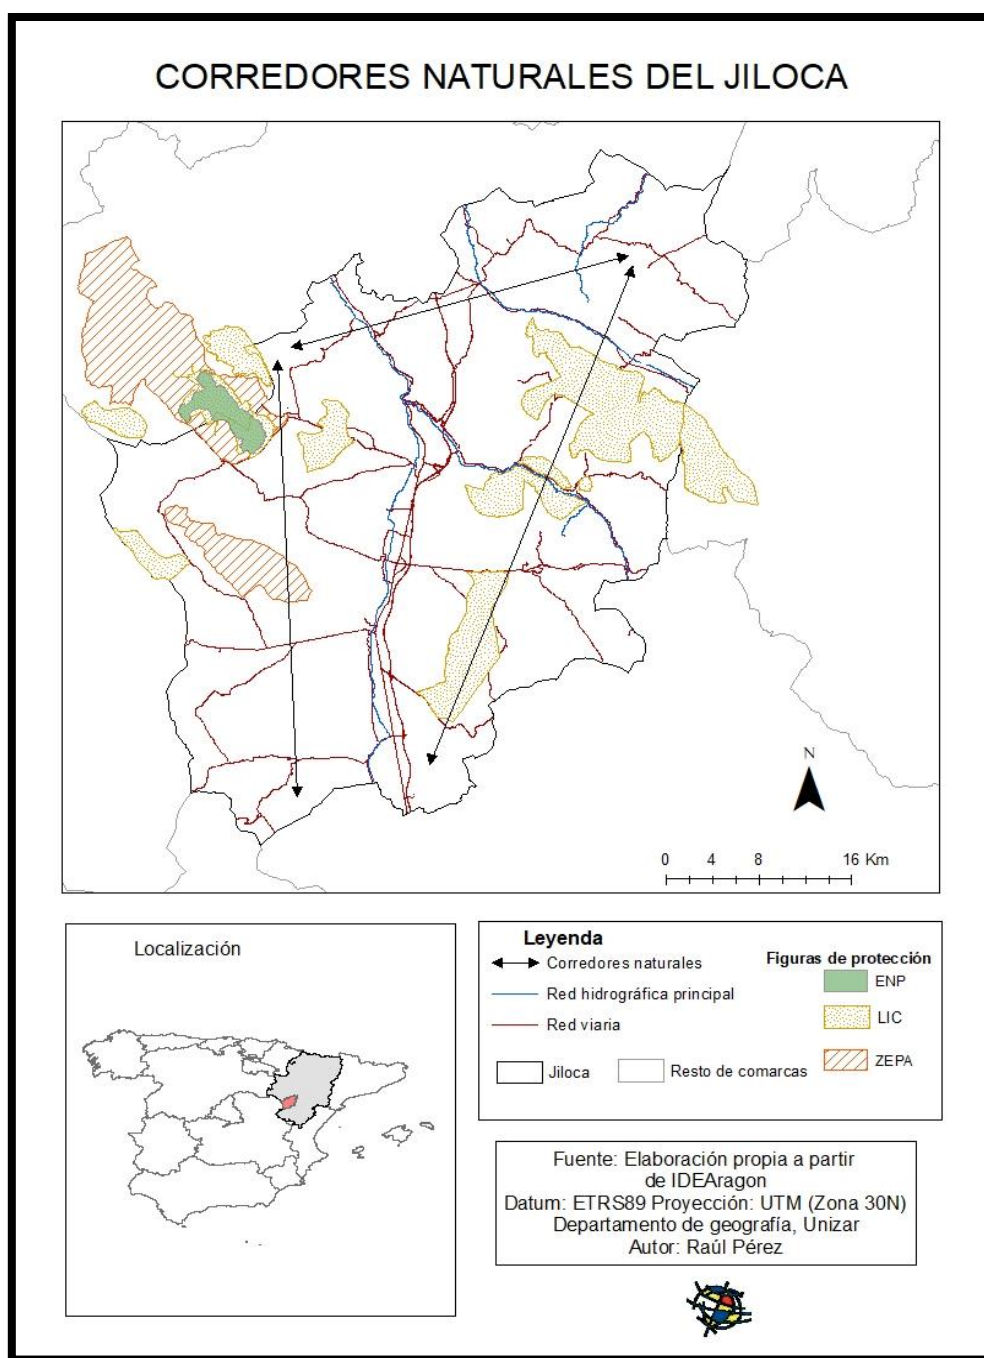 CORREDORES NATURALES DEL JILOCA
N
0 4 8 16 Km
Localización
Leyenda
Corredores naturales
Red hidrográfica principal
Red viaria
Jiloca
Resto de comarcas
Figuras de protección
ENP
LIC
ZEPA
Fuente: Elaboración propia a partir
de IDEAragon
Datum: ETRS89 Proyección: UTM (Zona 30N)
Departamento de geografía, Unizar
Autor: Raúl Pérez